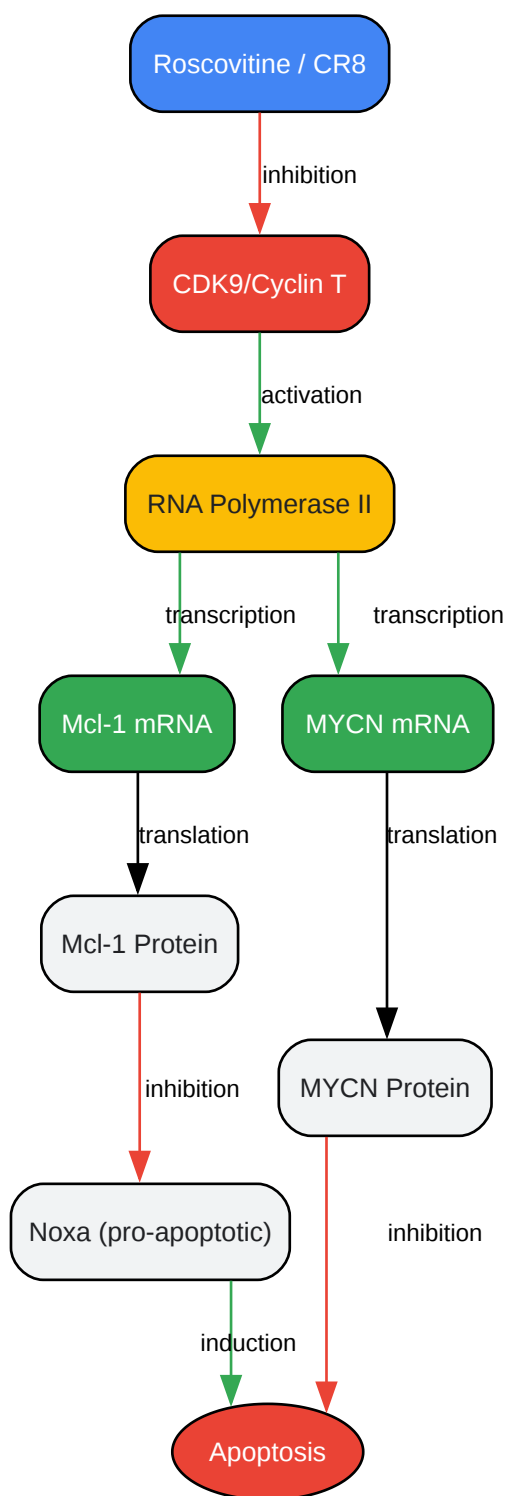 Roscovitine / CR8
inhibition
CDK9/Cyclin T
activation
RNA Polymerase II
transcription
transcription
Mcl-1 mRNA
MYCN mRNA
translation
translation
Mcl-1 Protein
MYCN Protein
inhibition
Noxa (pro-apoptotic)
inhibition
induction
Apoptosis